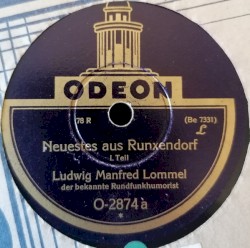 ODEON
78 R
(Be 7331)
L
Neuestes aus Runxendorf
I. Teil
Ludwig Manfred Lommel
der bekannte Rundfunkhumorist
O-2874 a